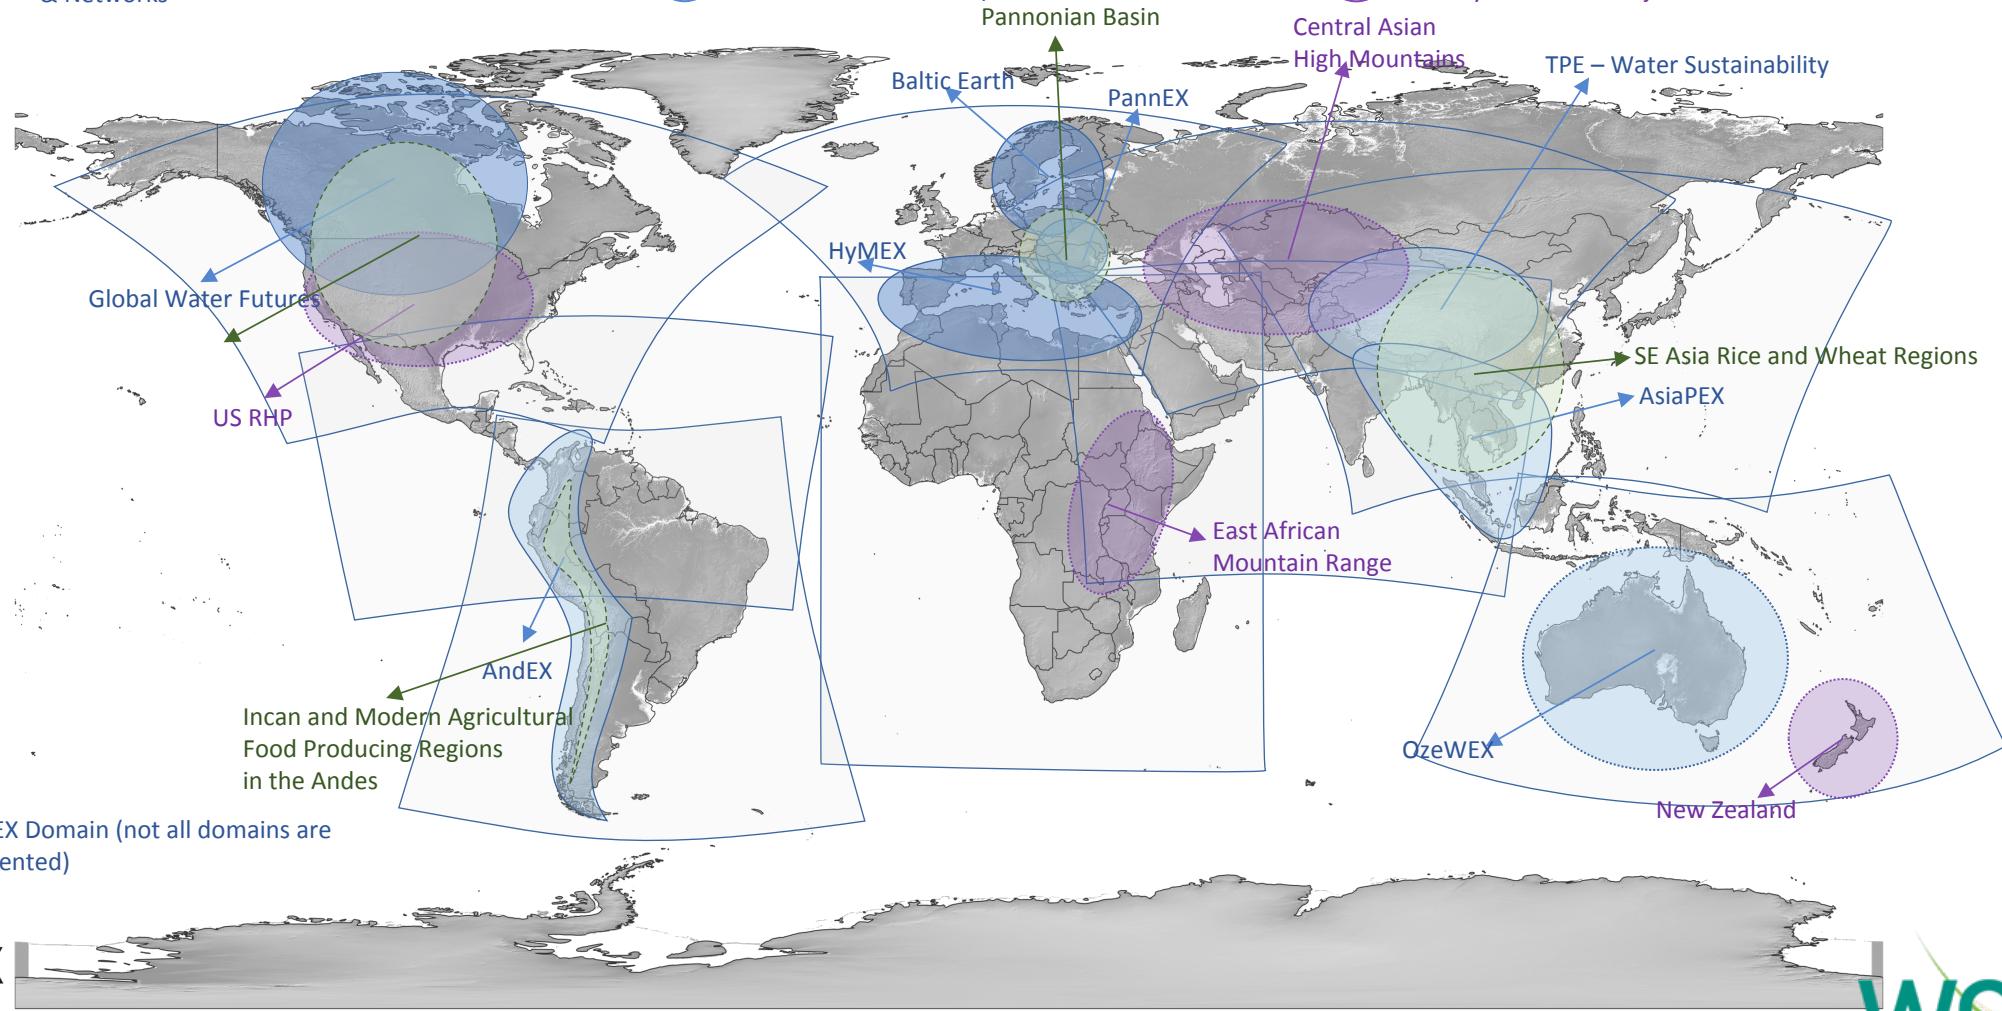 & Networks
Pannonian Basin
Central Asian
High Mountains
TPE – Water Sustainability
Baltic Earth
PannEX
HyMEX
Global Water Futures
SE Asia Rice and Wheat Regions
AsiaPEX
US RHP
East African
Mountain Range
AndEX
Incan and Modern Agricultural
Food Producing Regions
in the Andes
OzeWEX
New Zealand
EX Domain (not all domains are
ented)